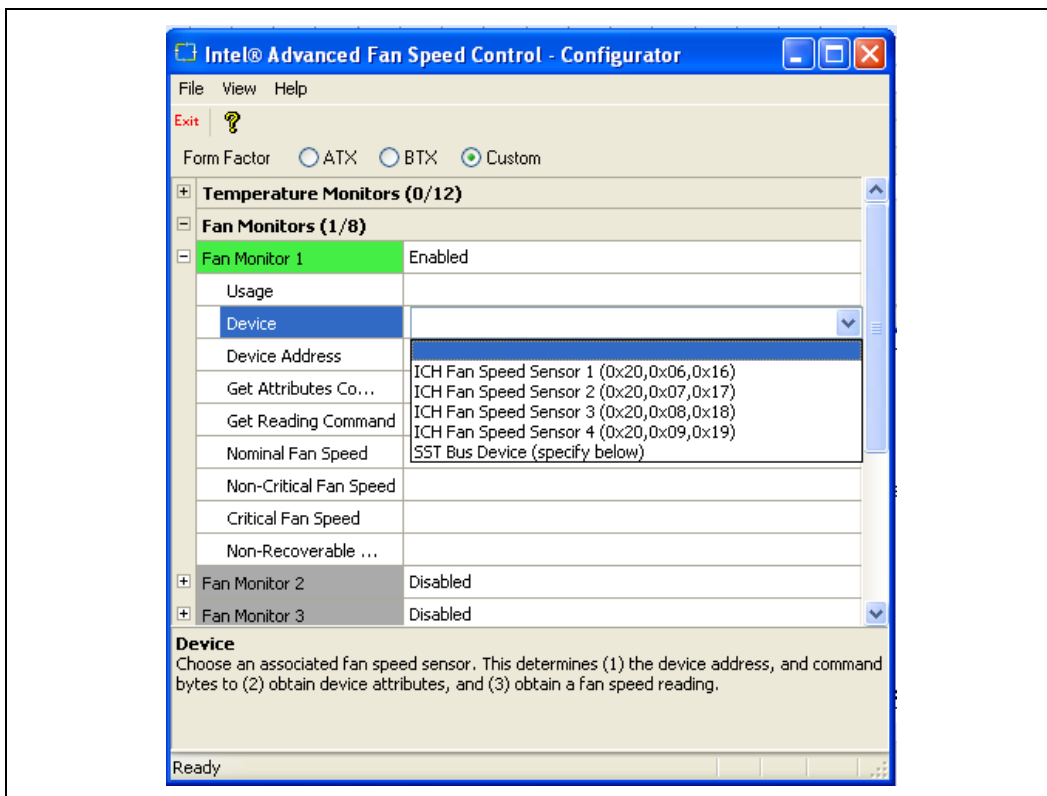 Intel® Advanced Fan Speed Control - Configurator
File View Help
Exit
Form Factor ATX BTX Custom
Temperature Monitors (0/12)
Fan Monitors (1/8)
Fan Monitor 1 Enabled
Usage
Device
Device Address
ICH Fan Speed Sensor 1 (0x20,0x06,0x16)
Get Attributes Co...
ICH Fan Speed Sensor 2 (0x20,0x07,0x17)
ICH Fan Speed Sensor 3 (0x20,0x08,0x18)
Get Reading Command
ICH Fan Speed Sensor 4 (0x20,0x09,0x19)
Nominal Fan Speed
SST Bus Device (specify below)
Non-Critical Fan Speed
Critical Fan Speed
Non-Recoverable ...
Fan Monitor 2 Disabled
Fan Monitor 3 Disabled
Device
Choose an associated fan speed sensor. This determines (1) the device address, and command
bytes to (2) obtain device attributes, and (3) obtain a fan speed reading.
Ready